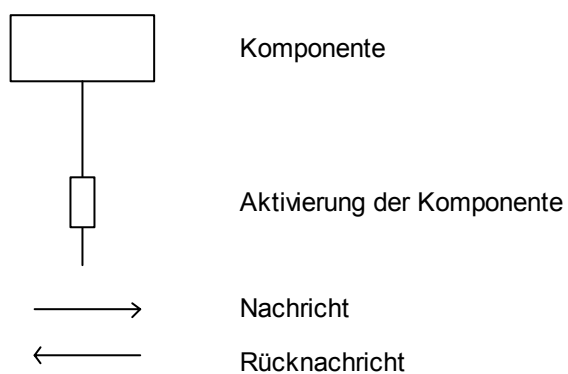 Komponente
Aktivierung der Komponente
Nachricht
Rücknachricht